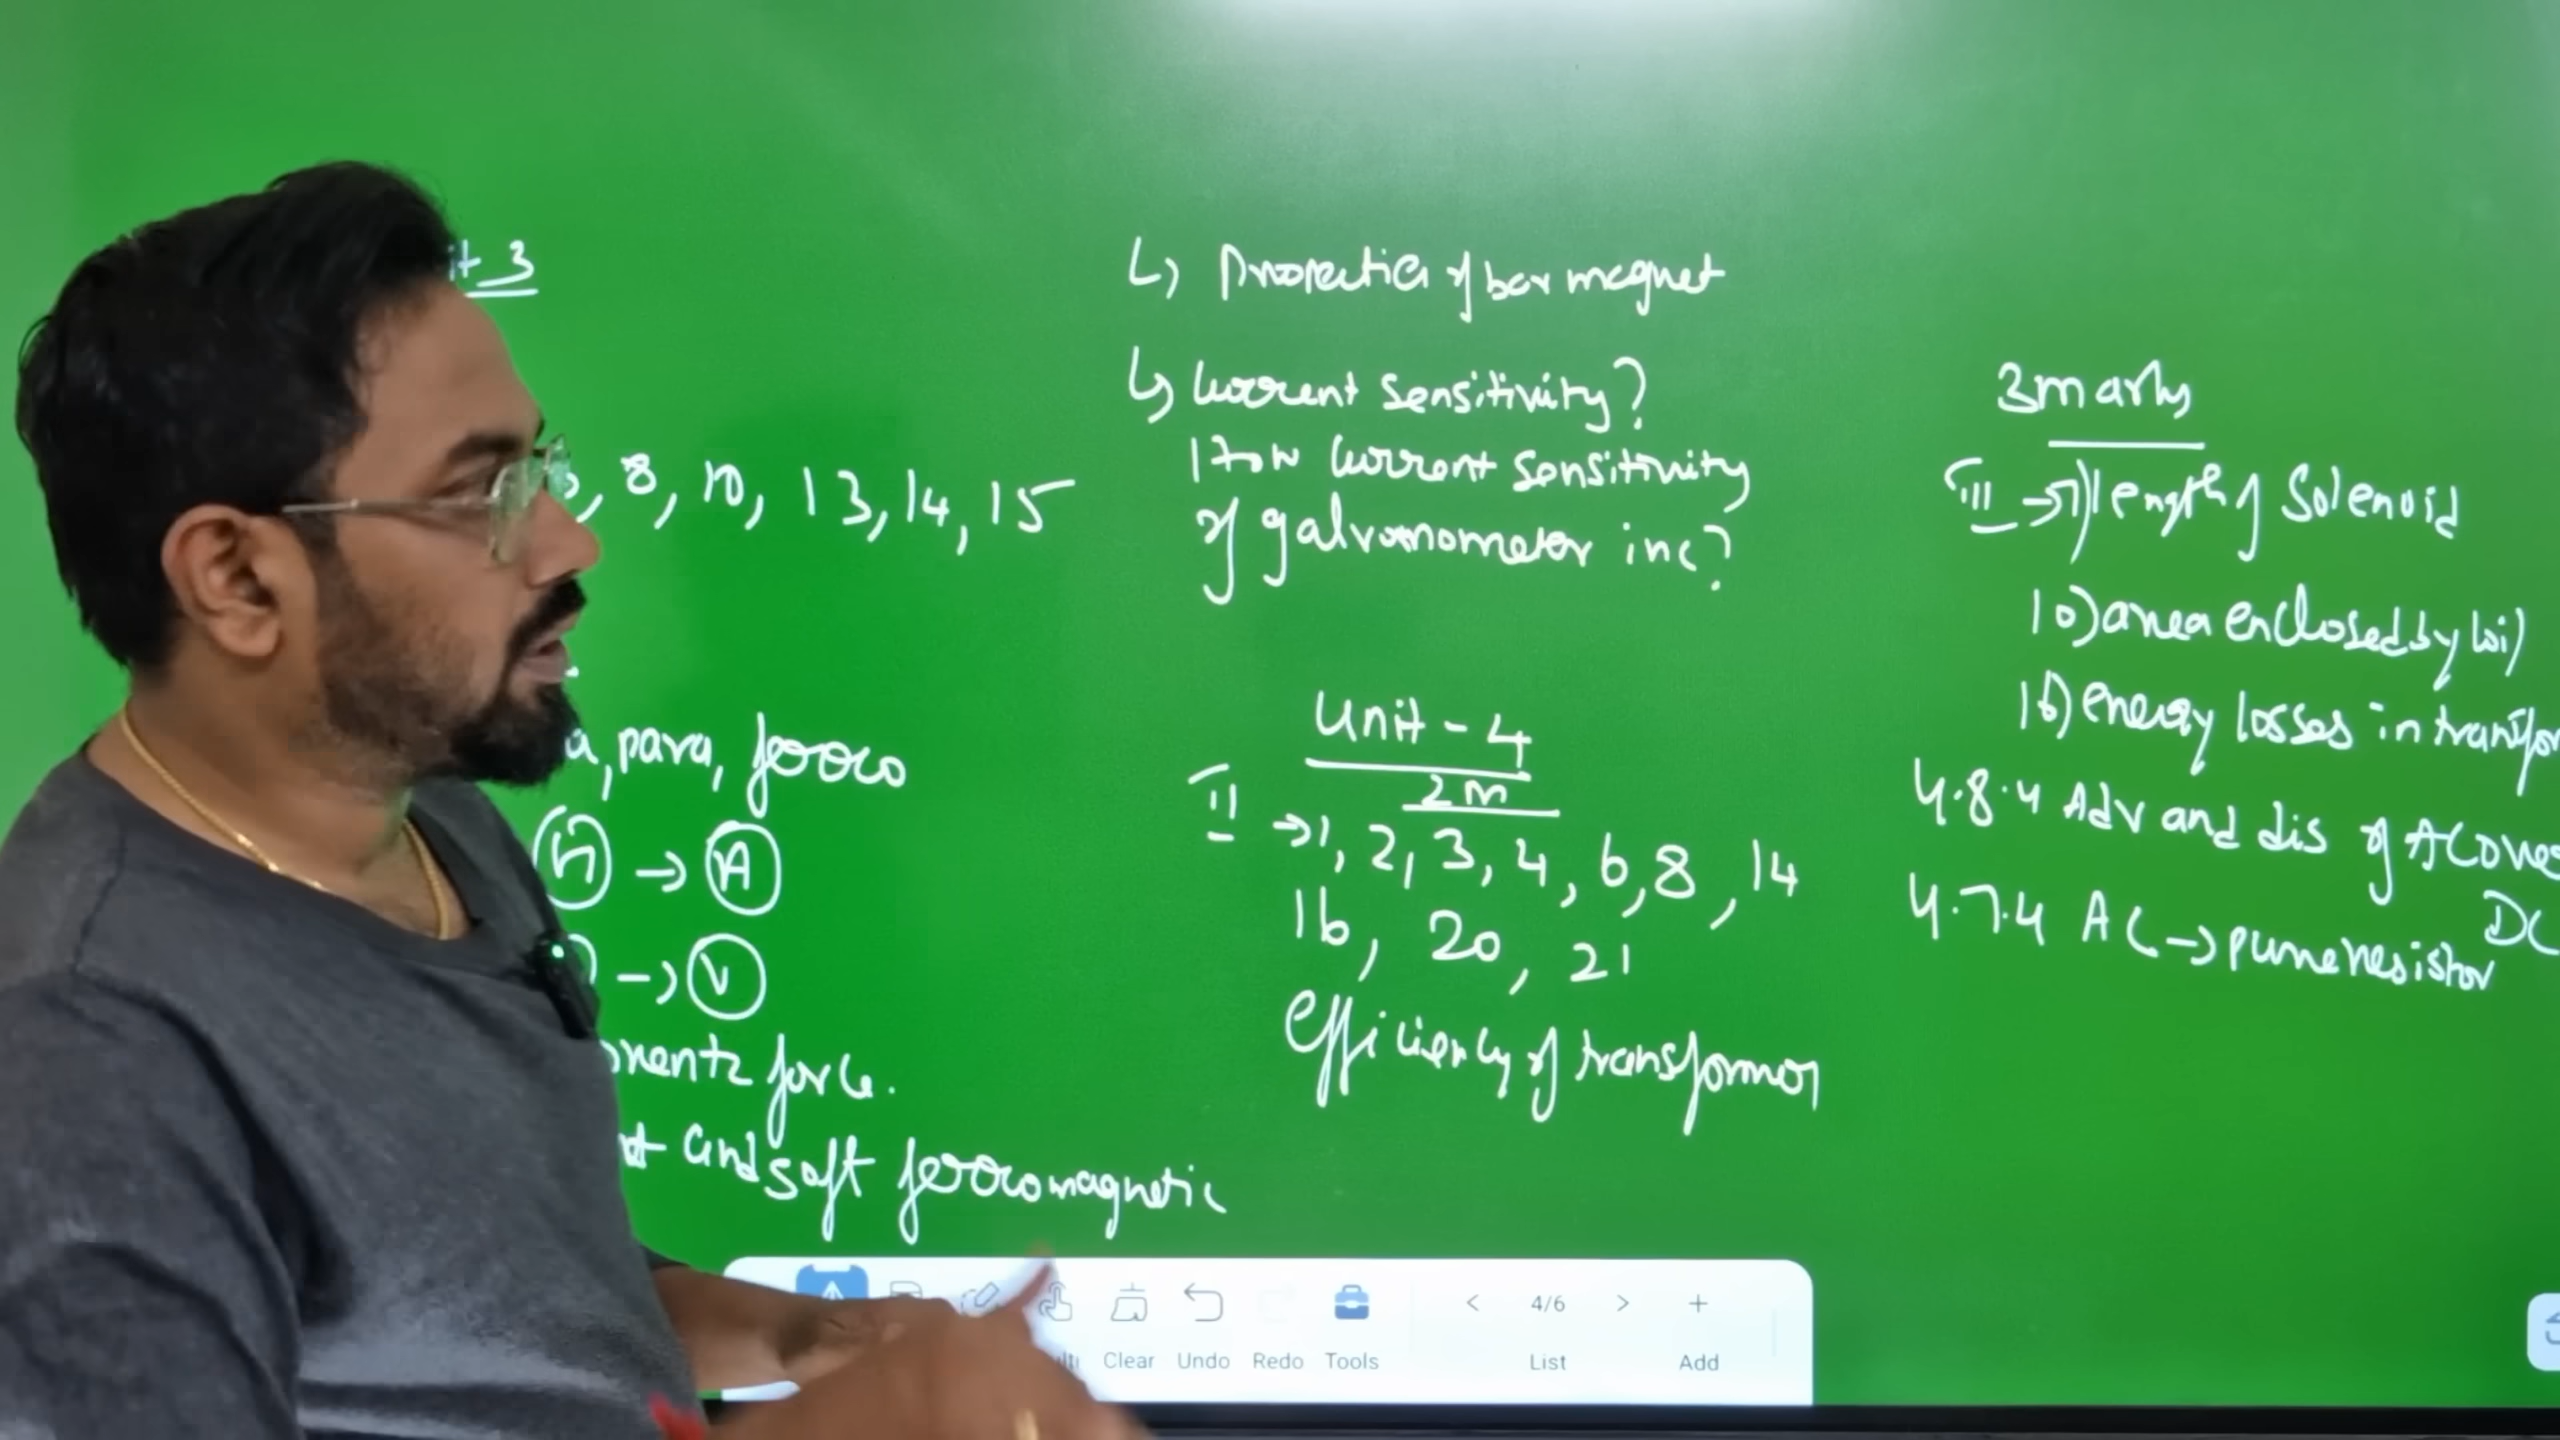 it 3
, 8, 10, 13, 14, 15
a, para, ferro
G → A
→ V
orentz force.
and soft ferromagnetic
↳ Properties of bar magnet
↳ Current sensitivity?
How current sensitivity
of galvanometer inc?
Unit - 4
2m
II → 1, 2, 3, 4, 6, 8, 14
16, 20, 21
Efficiency of transformer
3marks
III → 7) length of Solenoid
10) area enclosed by coil
16) energy losses in transfor
4.8.4 Adv and dis of AC over
DC
4.7.4 AC → pure resistor
Clear Undo Redo Tools
< 4/6 > +
List Add